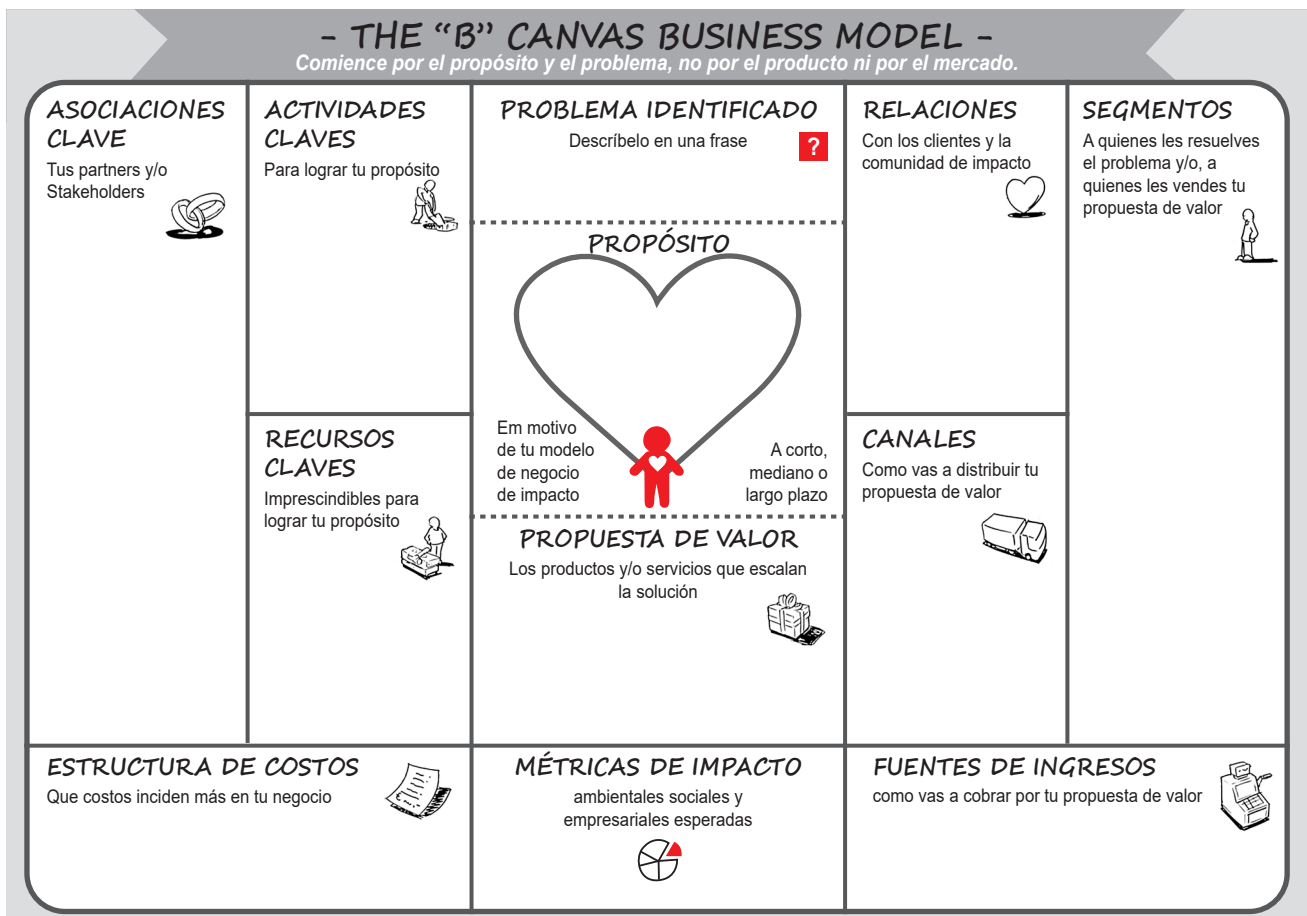 - THE “B” CANVAS BUSINESS MODEL -
Comience por el propósito y el problema, no por el producto ni por el mercado.
ASOCIACIONES
CLAVE
Tus partners y/o
Stakeholders
ACTIVIDADES
CLAVES
Para lograr tu propósito
RECURSOS
CLAVES
Imprescindibles para
lograr tu propósito
PROBLEMA IDENTIFICADO
Descríbelo en una frase
?
PROPÓSITO
Em motivo
de tu modelo
de negocio
de impacto
A corto,
mediano o
largo plazo
PROPUESTA DE VALOR
Los productos y/o servicios que escalan
la solución
RELACIONES
Con los clientes y la
comunidad de impacto
CANALES
Como vas a distribuir tu
propuesta de valor
SEGMENTOS
A quienes les resuelves
el problema y/o, a
quienes les vendes tu
propuesta de valor
ESTRUCTURA DE COSTOS
Que costos inciden más en tu negocio
MÉTRICAS DE IMPACTO
ambientales sociales y
empresariales esperadas
FUENTES DE INGRESOS
como vas a cobrar por tu propuesta de valor